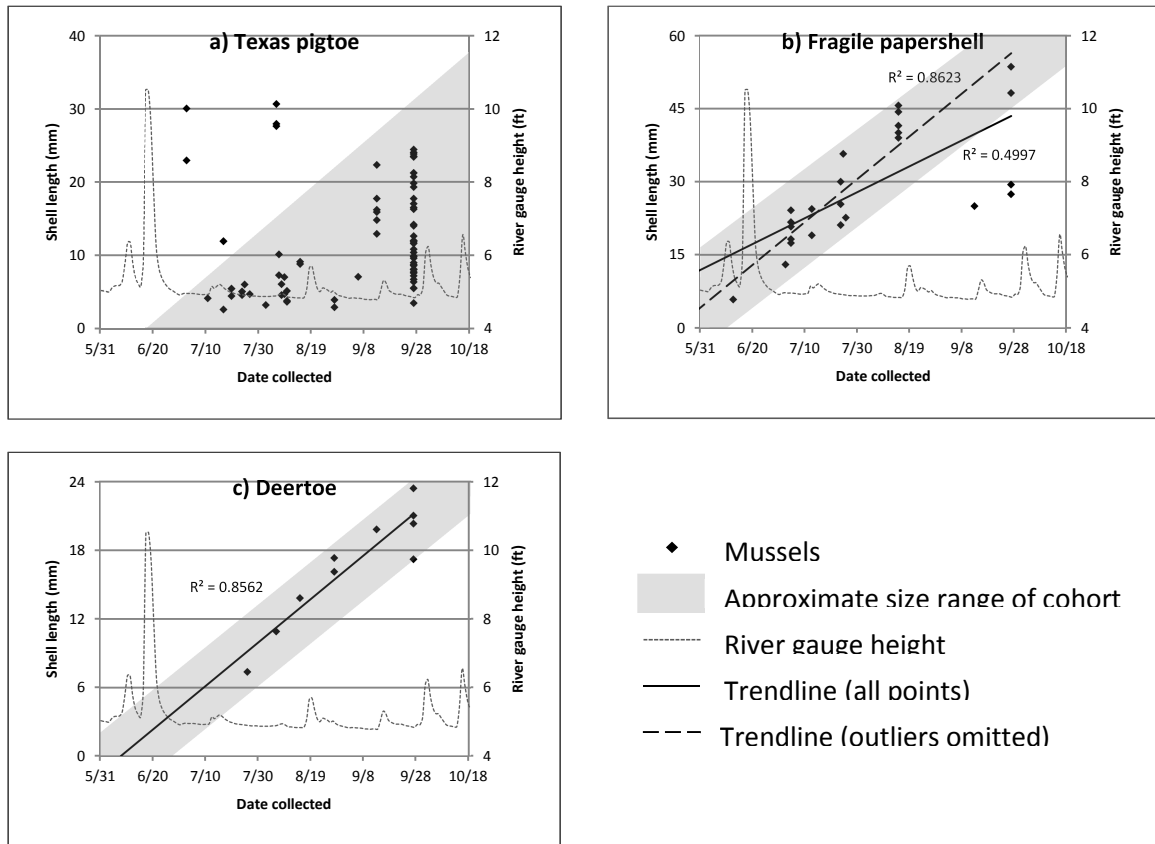 a) Texas pigtoe
40
30
20
10
0
12
10
8
6
4
Shell length (mm)
River gauge height (ft)
5/31 6/20 7/10 7/30 8/19 9/8 9/28 10/18
Date collected
b) Fragile papershell
60
45
30
15
0
12
10
8
6
4
Shell length (mm)
River gauge height (ft)
R² = 0.8623
R² = 0.4997
5/31 6/20 7/10 7/30 8/19 9/8 9/28 10/18
Date collected
c) Deertoe
24
18
12
6
0
12
10
8
6
4
Shell length (mm)
River gauge height (ft)
R² = 0.8562
5/31 6/20 7/10 7/30 8/19 9/8 9/28 10/18
Date collected
Mussels
Approximate size range of cohort
River gauge height
Trendline (all points)
Trendline (outliers omitted)